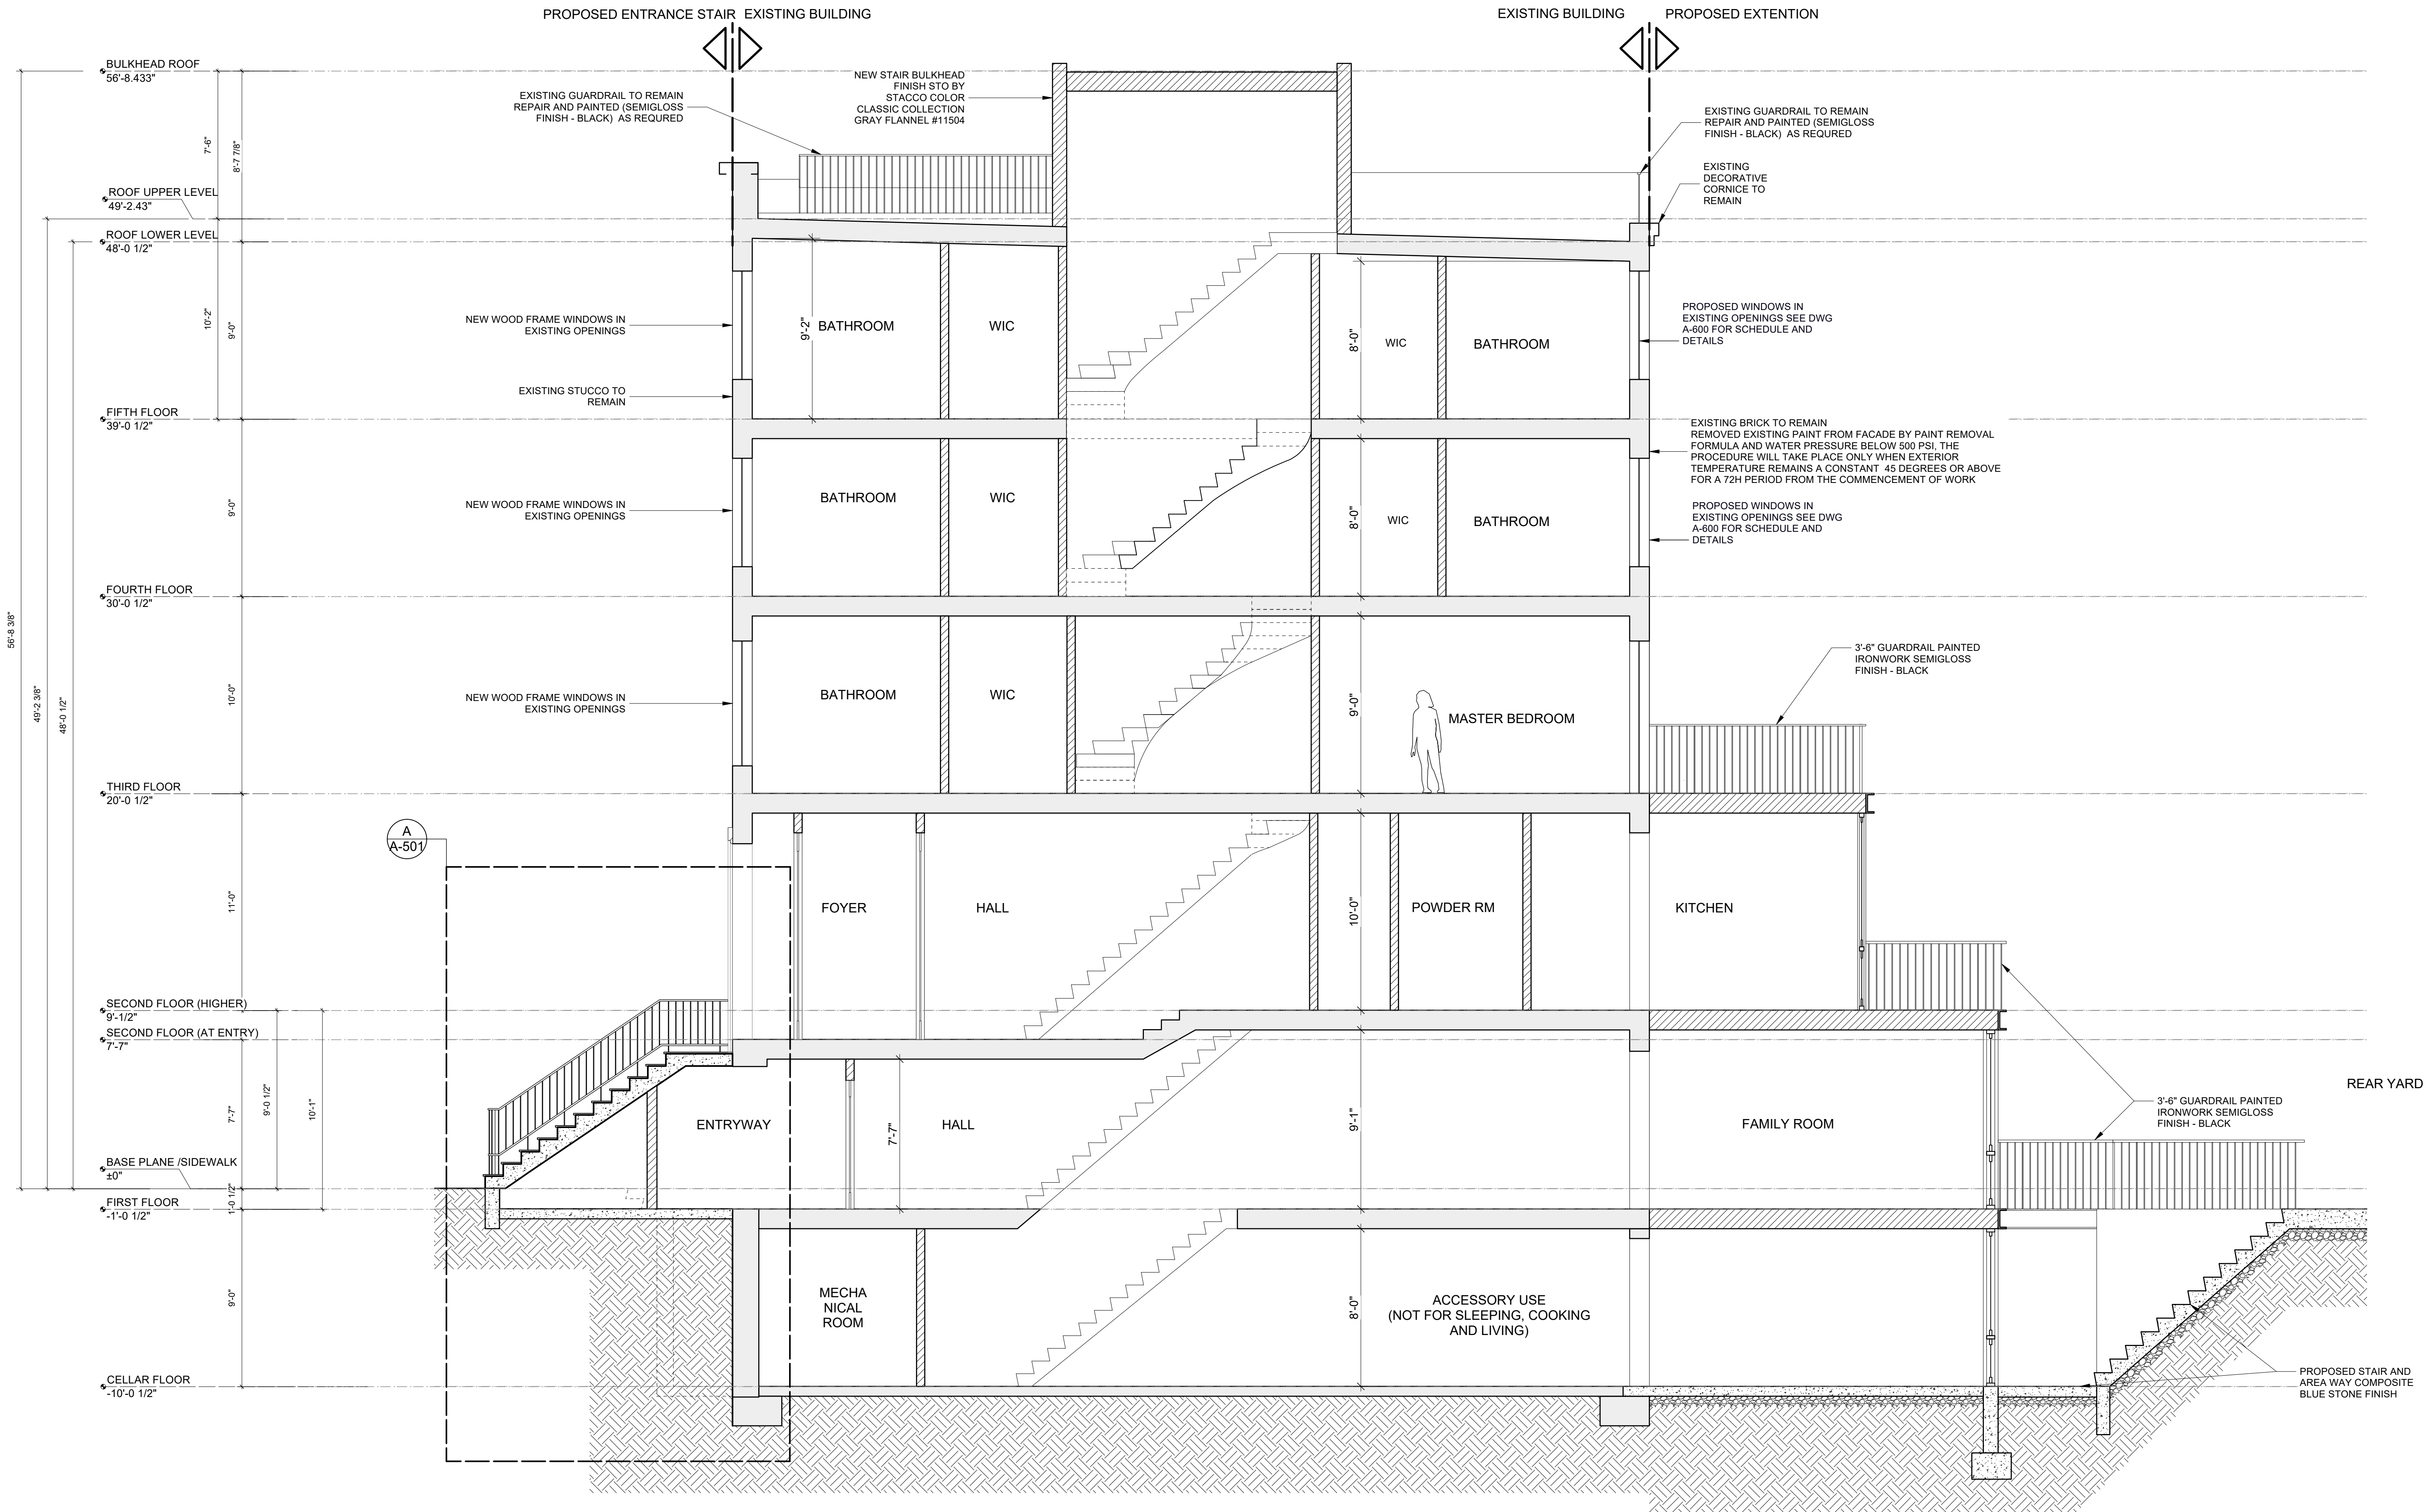 PROPOSED ENTRANCE STAIR
EXISTING BUILDING
EXISTING BUILDING
PROPOSED EXTENTION
BULKHEAD ROOF
56'-8.433"
ROOF UPPER LEVEL
49'-2.43"
ROOF LOWER LEVEL
48'-0 1/2"
FIFTH FLOOR
39'-0 1/2"
FOURTH FLOOR
30'-0 1/2"
THIRD FLOOR
20'-0 1/2"
SECOND FLOOR (HIGHER)
9'-1/2"
SECOND FLOOR (AT ENTRY)
7'-7"
BASE PLANE /SIDEWALK
±0"
FIRST FLOOR
-1'-0 1/2"
CELLAR FLOOR
-10'-0 1/2"
56'-8 3/8"
49'-2 3/8"
48'-0 1/2"
7'-6"
8'-7 7/8"
10'-2"
9'-0"
9'-0"
10'-0"
11'-0"
7'-7"
9'-0 1/2"
10'-1"
1'-0 1/2"
9'-0"
EXISTING GUARDRAIL TO REMAIN
REPAIR AND PAINTED (SEMIGLOSS
FINISH - BLACK) AS REQURED
NEW STAIR BULKHEAD
FINISH STO BY
STACCO COLOR
CLASSIC COLLECTION
GRAY FLANNEL #11504
NEW WOOD FRAME WINDOWS IN
EXISTING OPENINGS
EXISTING STUCCO TO
REMAIN
NEW WOOD FRAME WINDOWS IN
EXISTING OPENINGS
NEW WOOD FRAME WINDOWS IN
EXISTING OPENINGS
A
A-501
9'-2"
BATHROOM
WIC
8'-0"
WIC
BATHROOM
BATHROOM
WIC
8'-0"
WIC
BATHROOM
BATHROOM
WIC
9'-0"
MASTER BEDROOM
FOYER
HALL
10'-0"
POWDER RM
KITCHEN
ENTRYWAY
7'-7"
HALL
9'-1"
FAMILY ROOM
MECHA
NICAL
ROOM
8'-0"
ACCESSORY USE
(NOT FOR SLEEPING, COOKING
AND LIVING)
EXISTING GUARDRAIL TO REMAIN
REPAIR AND PAINTED (SEMIGLOSS
FINISH - BLACK) AS REQURED
EXISTING
DECORATIVE
CORNICE TO
REMAIN
PROPOSED WINDOWS IN
EXISTING OPENINGS SEE DWG
A-600 FOR SCHEDULE AND
DETAILS
EXISTING BRICK TO REMAIN
REMOVED EXISTING PAINT FROM FACADE BY PAINT REMOVAL
FORMULA AND WATER PRESSURE BELOW 500 PSI, THE
PROCEDURE WILL TAKE PLACE ONLY WHEN EXTERIOR
TEMPERATURE REMAINS A CONSTANT 45 DEGREES OR ABOVE
FOR A 72H PERIOD FROM THE COMMENCEMENT OF WORK
PROPOSED WINDOWS IN
EXISTING OPENINGS SEE DWG
A-600 FOR SCHEDULE AND
DETAILS
3'-6" GUARDRAIL PAINTED
IRONWORK SEMIGLOSS
FINISH - BLACK
REAR YARD
3'-6" GUARDRAIL PAINTED
IRONWORK SEMIGLOSS
FINISH - BLACK
PROPOSED STAIR AND
AREA WAY COMPOSITE
BLUE STONE FINISH